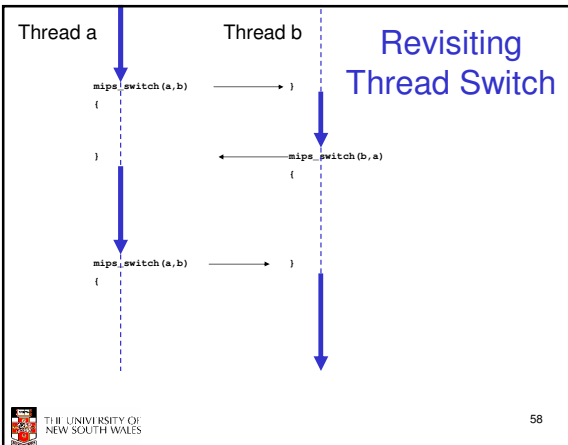 Thread a
Thread b
Revisiting
Thread Switch
mips_switch(a,b)
}
{
}
mips_switch(b,a)
{
mips_switch(a,b)
}
{
THE UNIVERSITY OF
NEW SOUTH WALES
58